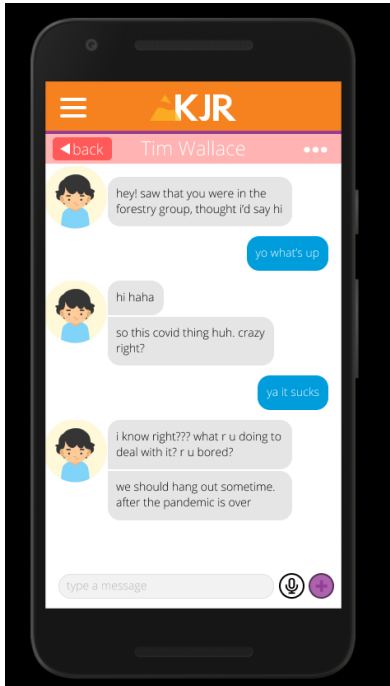 KJR
back
Tim Wallace
hey! saw that you were in the
forestry group, thought i'd say hi
yo what's up
hi haha
so this covid thing huh. crazy
right?
ya it sucks
i know right??? what r u doing to
deal with it? r u bored?
we should hang out sometime.
after the pandemic is over
type a message